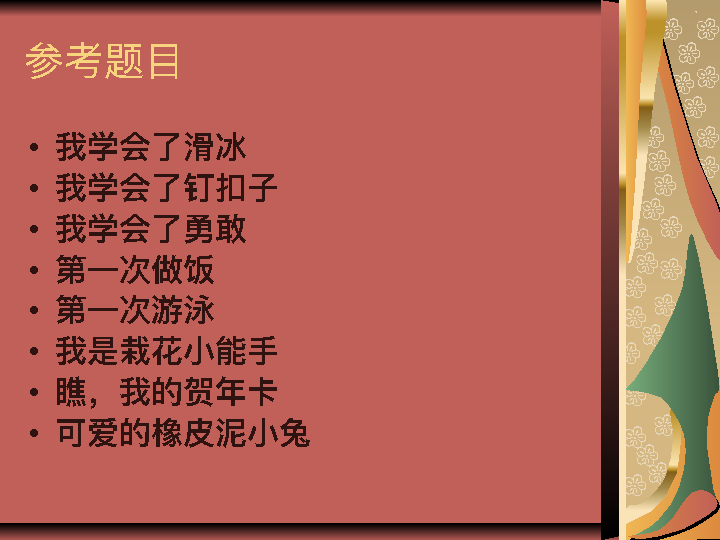 参考题目
• 我学会了滑冰
• 我学会了钉扣子
• 我学会了勇敢
• 第一次做饭
• 第一次游泳
• 我是栽花小能手
• 瞧，我的贺年卡
• 可爱的橡皮泥小兔